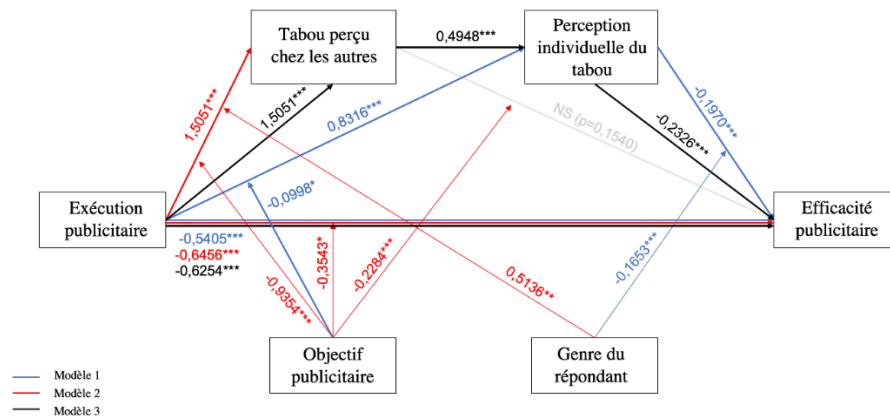 Tabou perçu
chez les autres
0,4948***
Perception
individuelle du
tabou
1,5051***
1,5051***
0,8316***
NS (p=0,1540)
-0,1970***
-0,2326***
Exécution
publicitaire
-0,0998*
Efficacité
publicitaire
-0,5405***
-0,6456***
-0,6254***
-0,9354***
-0,3543*
-0,2284***
0,5136**
-0,1653***
Objectif
publicitaire
Genre du
répondant
Modèle 1
Modèle 2
Modèle 3